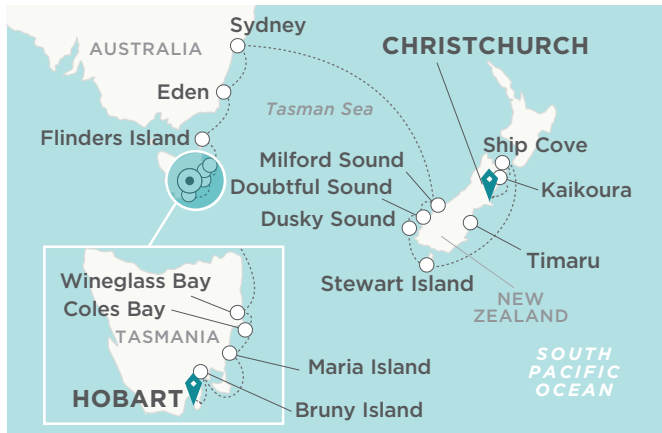 Sydney
AUSTRALIA
CHRISTCHURCH
Eden
Tasman Sea
Flinders Island
Ship Cove
Milford Sound
Doubtful Sound
Kaikoura
Dusky Sound
Timaru
Stewart Island
NEW
ZEALAND
Wineglass Bay
Coles Bay
TASMANIA
Maria Island
HOBART
Bruny Island
SOUTH
PACIFIC
OCEAN